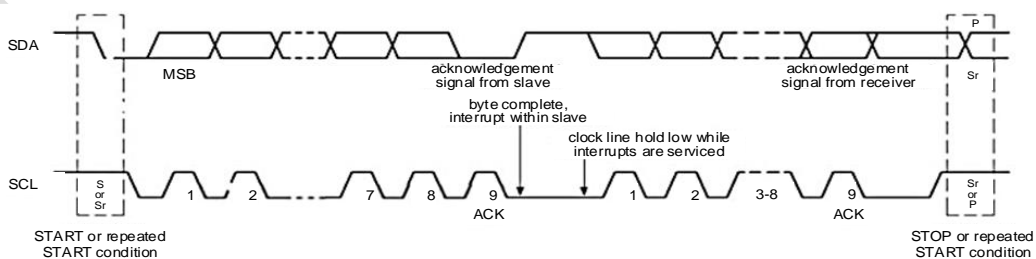 P
SDA
MSB
acknowledgement
signal from slave
acknowledgement
signal from receiver
Sr
byte complete,
interrupt within slave
clock line hold low while
interrupts are serviced
SCL
S
or
Sr
1
2
7
8
9
1
2
3-8
9
Sr
or
P
ACK
ACK
START or repeated
START condition
STOP or repeated
START condition